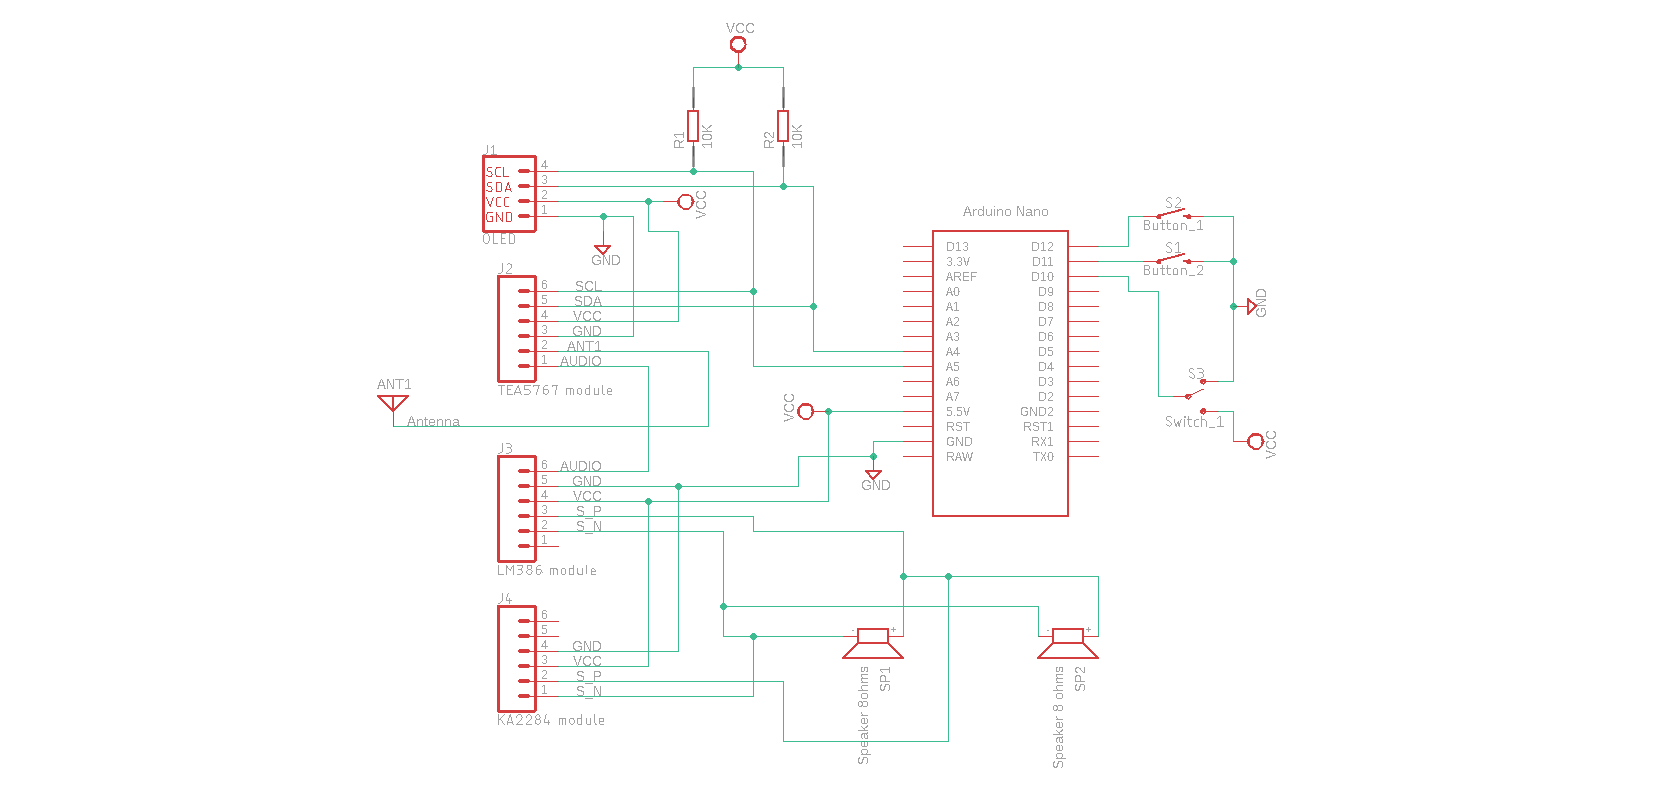 VCC
R1
10K
R2
10K
J1
SCL 4
SDA 3
VCC 2
GND 1
OLED
VCC
GND
J2
6 SCL
5 SDA
4 VCC
3 GND
2 ANT1
1 AUDIO
TEA5767 module
ANT1
Antenna
J3
6 AUDIO
5 GND
4 VCC
3 S_P
2 S_N
1
LM386 module
J4
6
5
4 GND
3 VCC
2 S_P
1 S_N
KA2284 module
Arduino Nano
D13 D12
3.3V D11
AREF D10
A0 D9
A1 D8
A2 D7
A3 D6
A4 D5
A5 D4
A6 D3
A7 D2
5.5V GND2
RST RST1
GND RX1
RAW TX0
VCC
GND
S2
Button_1
S1
Button_2
GND
S3
Switch_1
VCC
- +
SP1
Speaker 8ohms
- +
SP2
Speaker 8 ohms